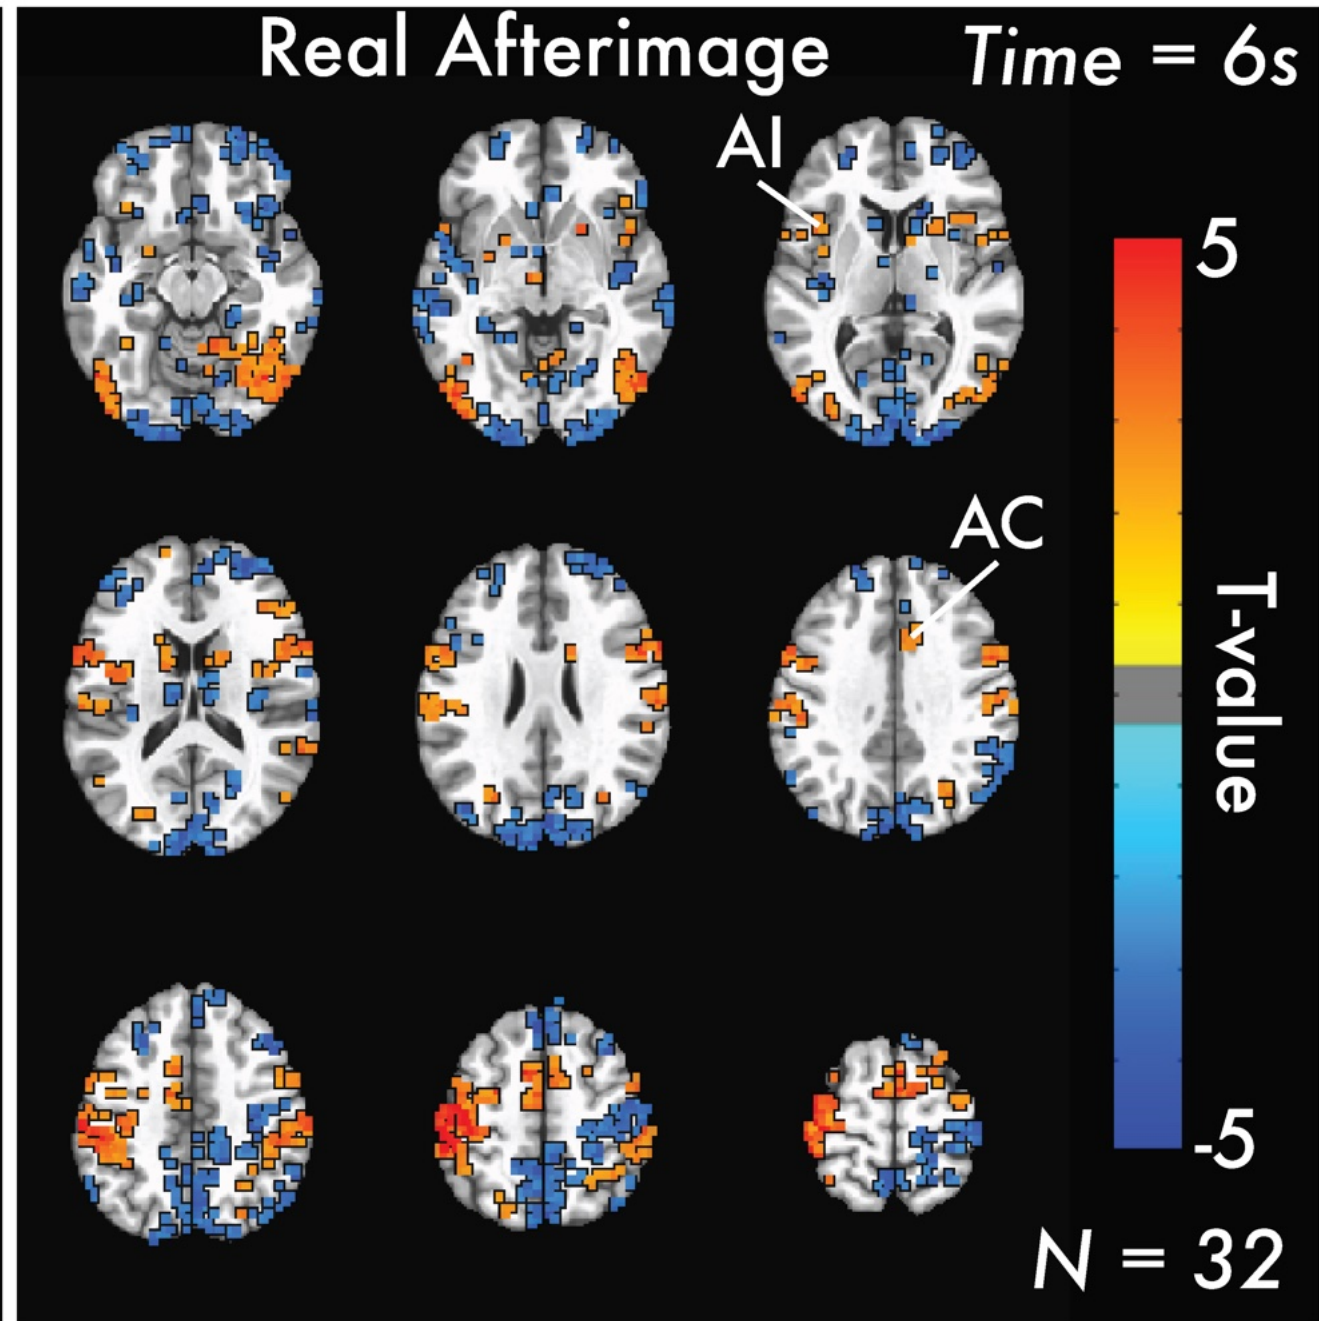 Real Afterimage
Time = 6s
AI
5
AC
T-value
-5
N = 32